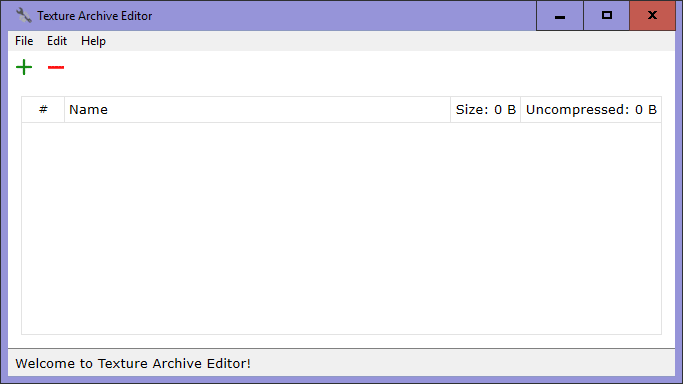 Texture Archive Editor
File Edit Help
# Name Size: 0 B Uncompressed: 0 B
Welcome to Texture Archive Editor!